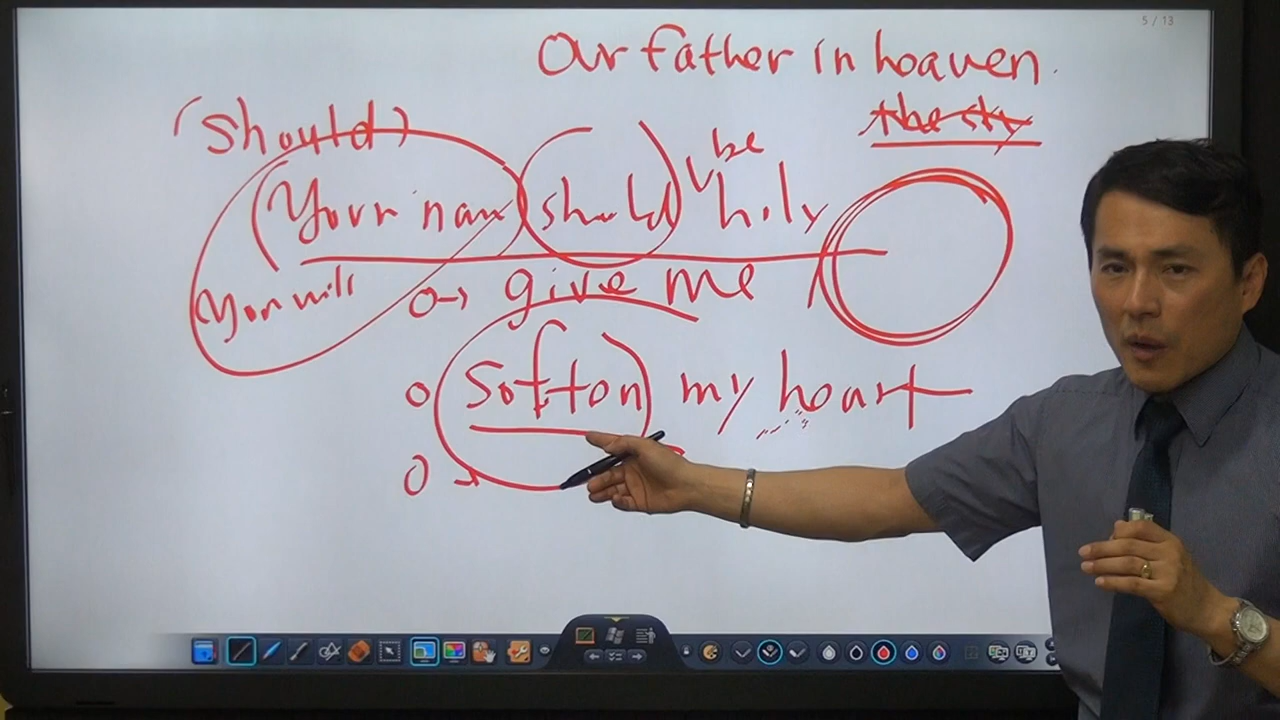 5 / 13
Our father in heaven.
the sky
(should)
(Your name should) be holy
Your will
give me
soften my heart